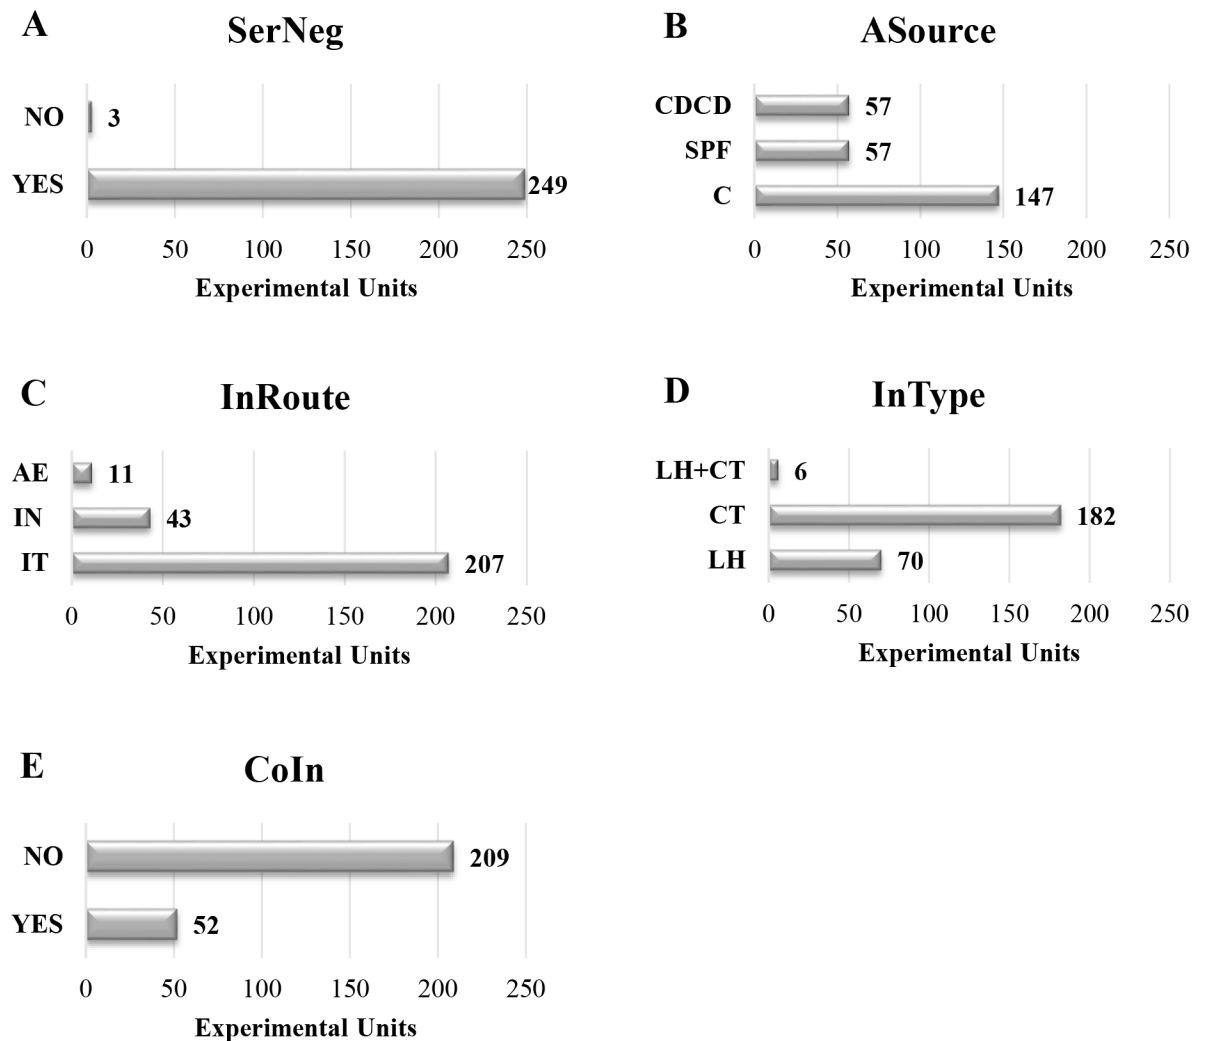 A
SerNeg
NO 3
YES 249
0 50 100 150 200 250
Experimental Units
B
ASource
CDCD 57
SPF 57
C 147
0 50 100 150 200 250
Experimental Units
C
InRoute
AE 11
IN 43
IT 207
0 50 100 150 200 250
Experimental Units
D
InType
LH+CT 6
CT 182
LH 70
0 50 100 150 200 250
Experimental Units
E
CoIn
NO 209
YES 52
0 50 100 150 200 250
Experimental Units